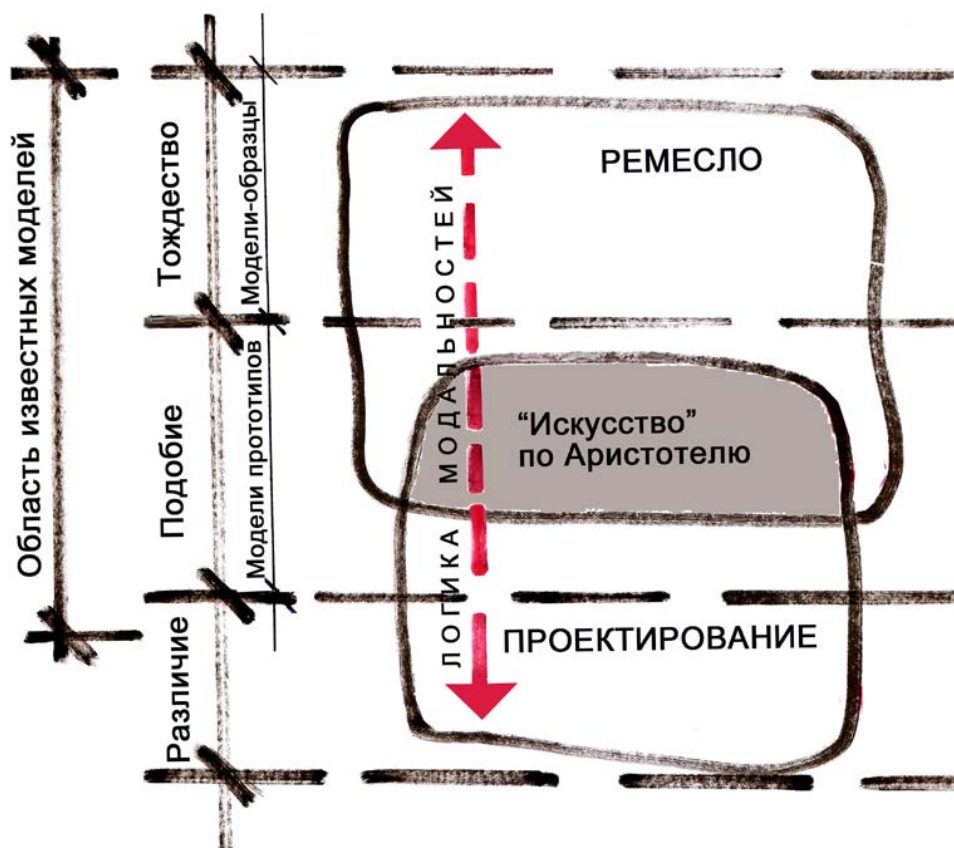 Область известных моделей
Тождество
Подобие
Различие
Модели-образцы
Модели прототипов
ЛОГИКА МОДАЛЬНОСТЕЙ
РЕМЕСЛО
“Искусство”
по Аристотелю
ПРОЕКТИРОВАНИЕ